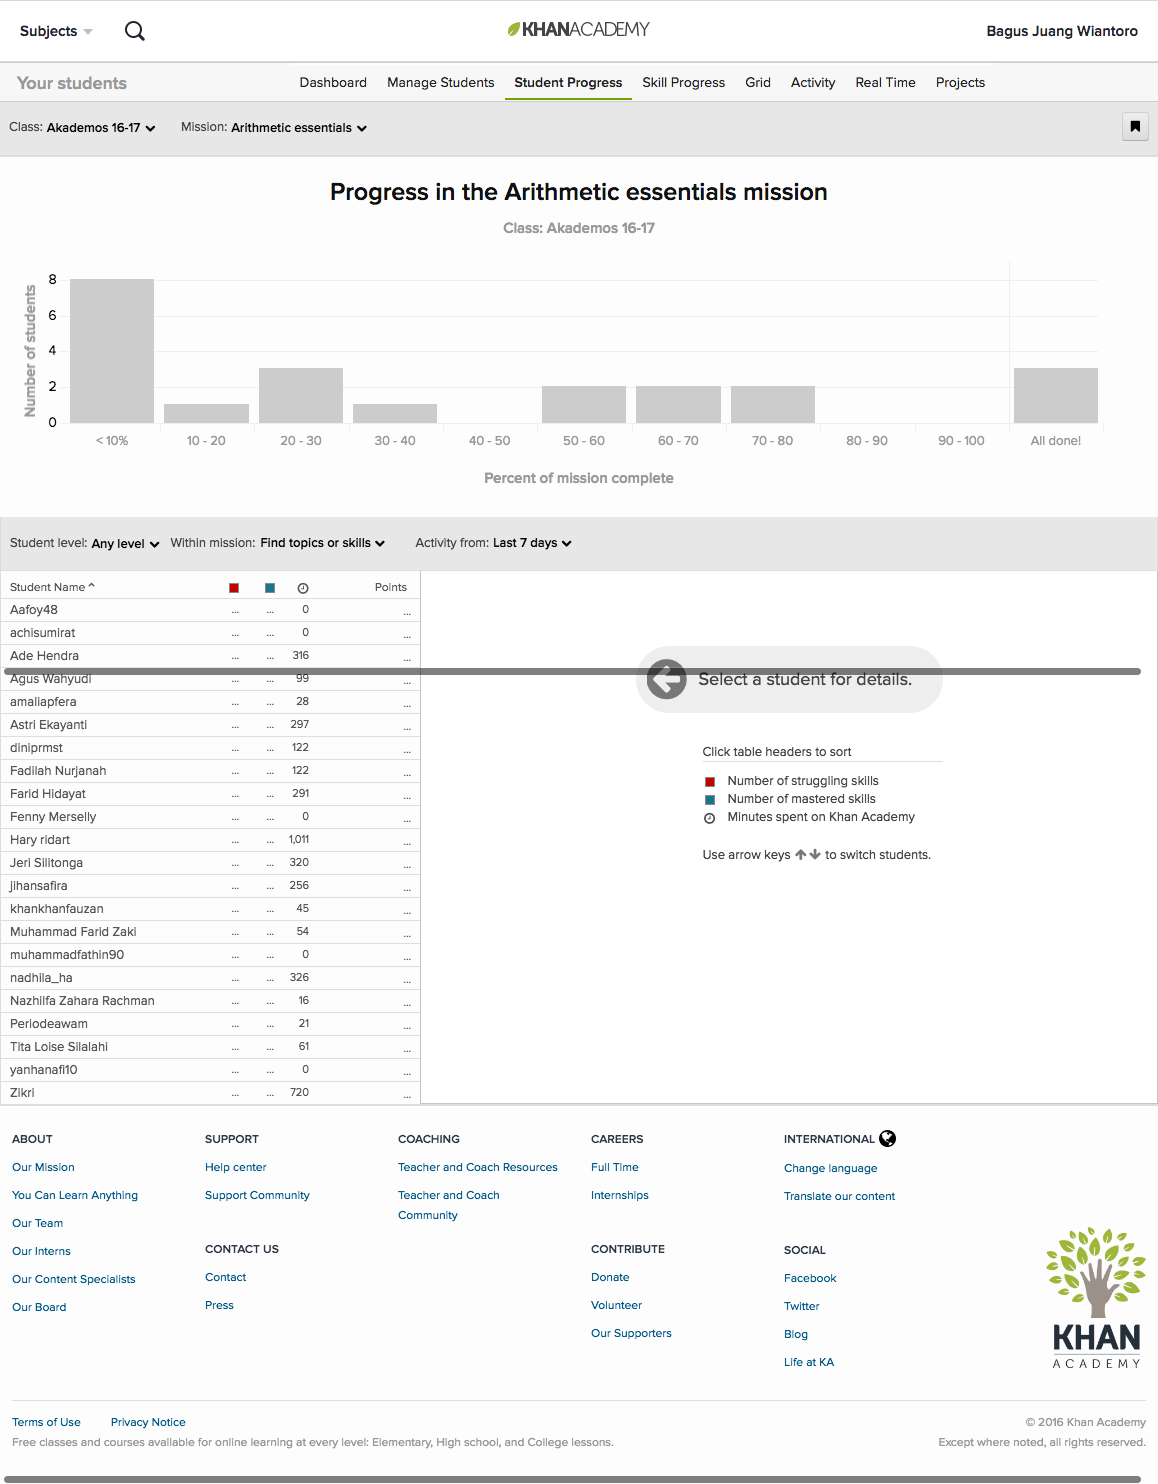 Subjects
KHANACADEMY
Bagus Juang Wiantoro
Your students
Dashboard Manage Students Student Progress Skill Progress Grid Activity Real Time Projects
Class: Akademos 16-17 Mission: Arithmetic essentials
Progress in the Arithmetic essentials mission
Class: Akademos 16-17
Number of students
8
6
4
2
0
< 10% 10 - 20 20 - 30 30 - 40 40 - 50 50 - 60 60 - 70 70 - 80 80 - 90 90 - 100 All done!
Percent of mission complete
Student level: Any level Within mission: Find topics or skills Activity from: Last 7 days
Student Name ^ Points
Aafoy48 ... ... 0 ...
achisumirat ... ... 0 ...
Ade Hendra ... ... 316 ...
Agus Wahyudi ... ... 99 ...
amaliapfera ... ... 28 ...
Astri Ekayanti ... ... 297 ...
diniprmst ... ... 122 ...
Fadilah Nurjanah ... ... 122 ...
Farid Hidayat ... ... 291 ...
Fenny Merselly ... ... 0 ...
Hary ridart ... ... 1,011 ...
Jeri Silitonga ... ... 320 ...
jihansafira ... ... 256 ...
khankhanfauzan ... ... 45 ...
Muhammad Farid Zaki ... ... 54 ...
muhammadfathin90 ... ... 0 ...
nadhila_ha ... ... 326 ...
Nazhilfa Zahara Rachman ... ... 16 ...
Periodeawam ... ... 21 ...
Tita Loise Silalahi ... ... 61 ...
yanhanafi10 ... ... 0 ...
Zikri ... ... 720 ...
Select a student for details.
Click table headers to sort
Number of struggling skills
Number of mastered skills
Minutes spent on Khan Academy
Use arrow keys to switch students.
ABOUT
Our Mission
You Can Learn Anything
Our Team
Our Interns
Our Content Specialists
Our Board
SUPPORT
Help center
Support Community
CONTACT US
Contact
Press
COACHING
Teacher and Coach Resources
Teacher and Coach
Community
CAREERS
Full Time
Internships
CONTRIBUTE
Donate
Volunteer
Our Supporters
INTERNATIONAL
Change language
Translate our content
SOCIAL
Facebook
Twitter
Blog
Life at KA
KHAN
ACADEMY
Terms of Use Privacy Notice
© 2016 Khan Academy
Free classes and courses available for online learning at every level: Elementary, High school, and College lessons.
Except where noted, all rights reserved.